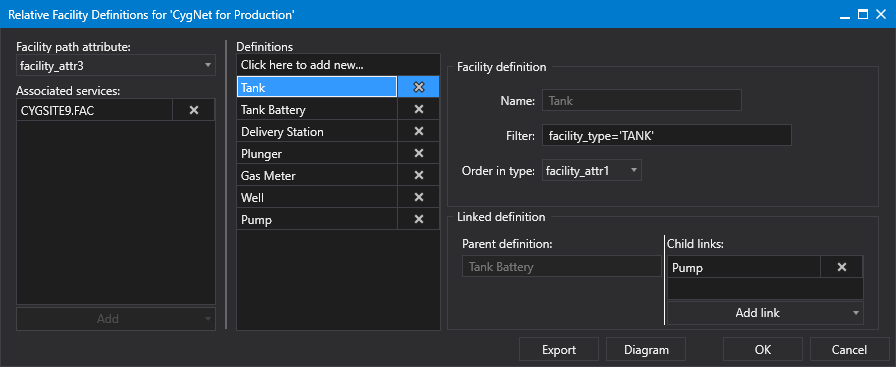 Relative Facility Definitions for 'CygNet for Production'
Facility path attribute:
facility_attr3
Associated services:
CYGSITE9.FAC
Add
Definitions
Click here to add new...
Tank
Tank Battery
Delivery Station
Plunger
Gas Meter
Well
Pump
Facility definition
Name: Tank
Filter: facility_type='TANK'
Order in type: facility_attr1
Linked definition
Parent definition:
Tank Battery
Child links:
Pump
Add link
Export Diagram OK Cancel